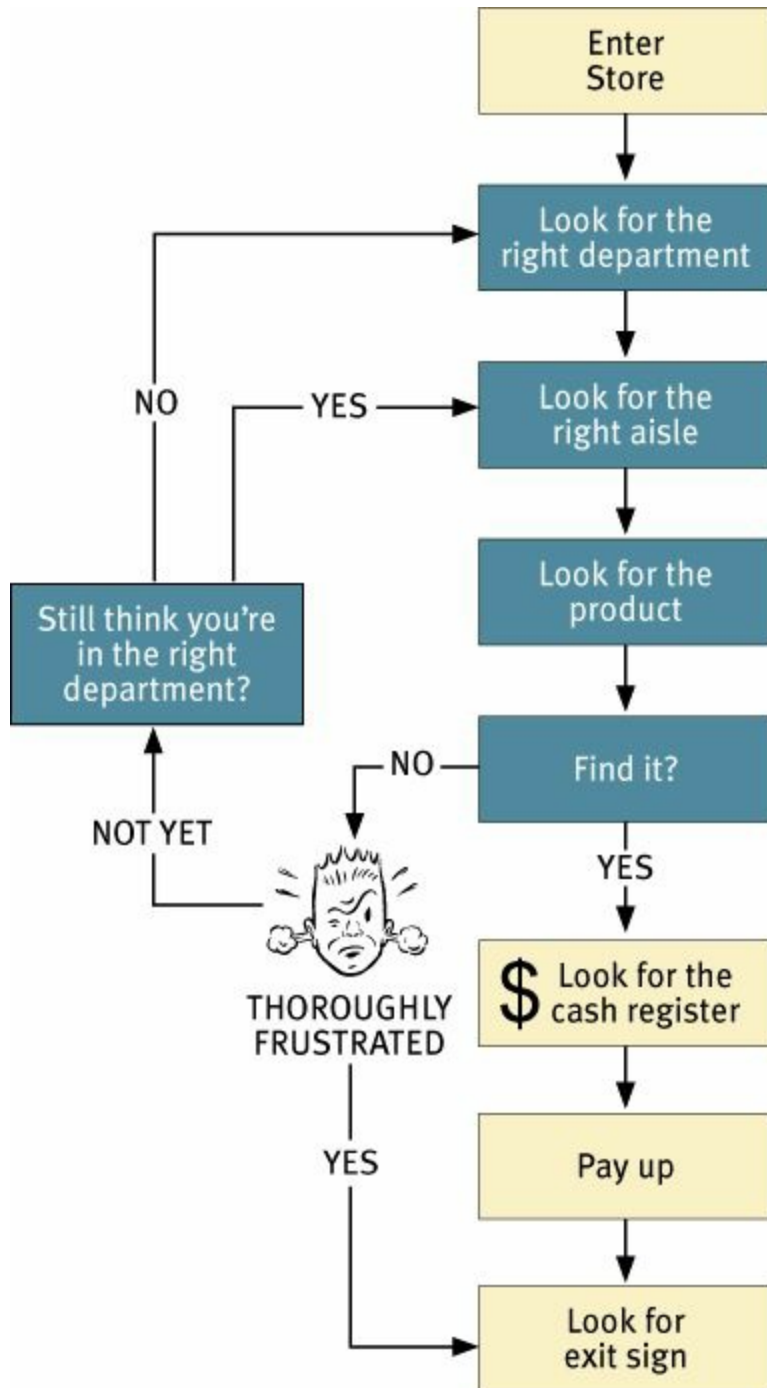 Enter
Store
Look for the
right department
NO
YES
Look for the
right aisle
Look for the
product
Still think you’re
in the right
department?
NO
Find it?
NOT YET
YES
$ Look for the
cash register
THOROUGHLY
FRUSTRATED
YES
Pay up
Look for
exit sign